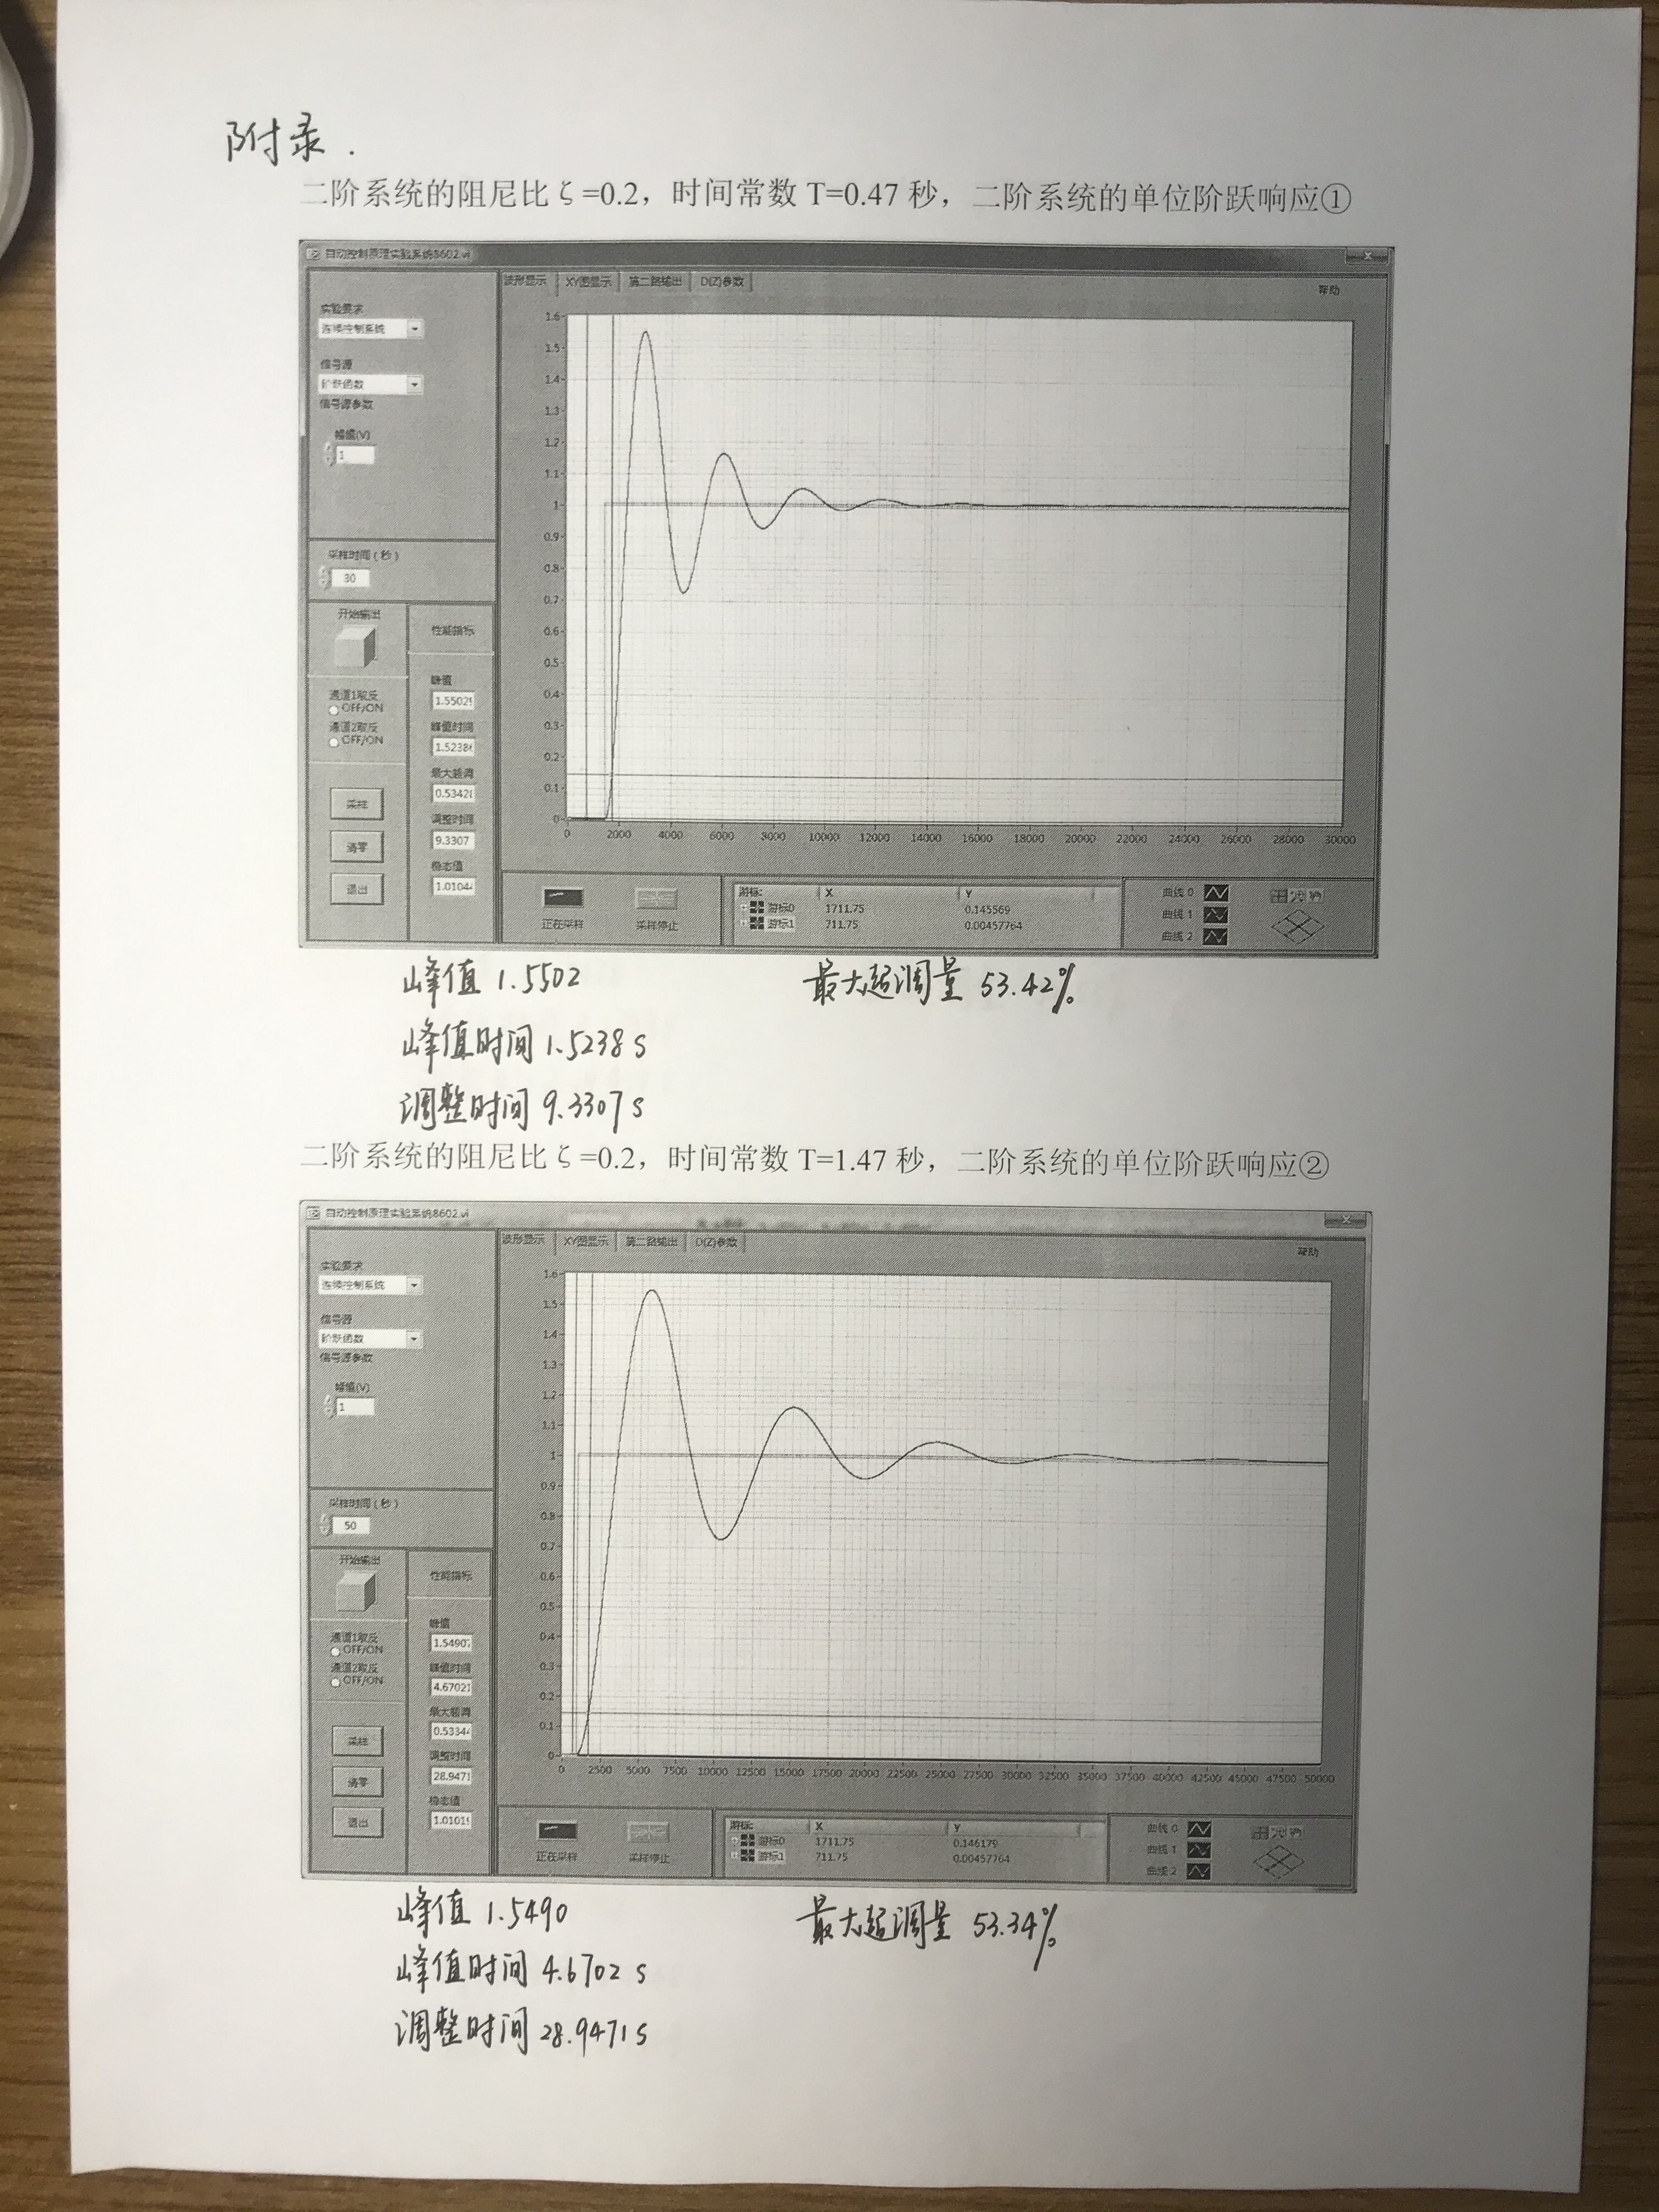 附录.
二阶系统的阻尼比ζ=0.2，时间常数 T=0.47 秒，二阶系统的单位阶跃响应①
自动控制原理实验系统8602.vi
波形显示 XY图显示 第二路输出 D(Z)参数
帮助
实验要求
连续控制系统
信号源
阶跃函数
信号源参数
幅值(V)
1
采样时间(秒)
30
开始输出
性能指标
通道1取反
OFF/ON
通道2取反
OFF/ON
采样
清零
退出
峰值
1.5502
峰值时间
1.5238
最大超调
0.5342
调整时间
9.3307
稳态值
1.0104
1.6
1.5
1.4
1.3
1.2
1.1
1
0.9
0.8
0.7
0.6
0.5
0.4
0.3
0.2
0.1
0
0 2000 4000 6000 8000 10000 12000 14000 16000 18000 20000 22000 24000 26000 28000 30000
正在采样 采样停止
游标: X Y
游标0 1711.75 0.145569
游标1 711.75 0.00457764
曲线 0
曲线 1
曲线 2
峰值 1.5502 最大超调量 53.42%
峰值时间 1.5238 s
调整时间 9.3307 s
二阶系统的阻尼比ζ=0.2，时间常数 T=1.47 秒，二阶系统的单位阶跃响应②
自动控制原理实验系统8602.vi
波形显示 XY图显示 第二路输出 D(Z)参数
帮助
实验要求
连续控制系统
信号源
阶跃函数
信号源参数
幅值(V)
1
采样时间(秒)
50
开始输出
性能指标
通道1取反
OFF/ON
通道2取反
OFF/ON
采样
清零
退出
峰值
1.5490
峰值时间
4.6702
最大超调
0.5334
调整时间
28.9471
稳态值
1.0101
1.6
1.5
1.4
1.3
1.2
1.1
1
0.9
0.8
0.7
0.6
0.5
0.4
0.3
0.2
0.1
0
0 2500 5000 7500 10000 12500 15000 17500 20000 22500 25000 27500 30000 32500 35000 37500 40000 42500 45000 47500 50000
正在采样 采样停止
游标: X Y
游标0 1711.75 0.146179
游标1 711.75 0.00457764
曲线 0
曲线 1
曲线 2
峰值 1.5490 最大超调量 53.34%
峰值时间 4.6702 s
调整时间 28.9471 s